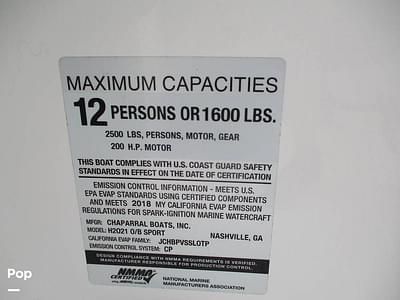 MAXIMUM CAPACITIES
12 PERSONS OR 1600 LBS.
2500 LBS, PERSONS, MOTOR, GEAR
200 H.P. MOTOR
THIS BOAT COMPLIES WITH U.S. COAST GUARD SAFETY
STANDARDS IN EFFECT ON THE DATE OF CERTIFICATION
EMISSION CONTROL INFORMATION - MEETS U.S.
EPA EVAP STANDARDS USING CERTIFIED COMPONENTS
AND MEETS 2018 MY CALIFORNIA EVAP EMISSION
REGULATIONS FOR SPARK-IGNITION MARINE WATERCRAFT
MFGR: CHAPARRAL BOATS, INC.
MODEL: H2021 O/B SPORT NASHVILLE, GA
CALIFORNIA EVAP FAMILY: JCHBPVSSLOTP
EMISSION CONTROL SYSTEM: CP
DESIGN COMPLIANCE WITH NMMA REQUIREMENTS IS VERIFIED.
MANUFACTURER RESPONSIBLE FOR PRODUCTION CONTROL.
NMMA
CERTIFIED
NATIONAL MARINE
MANUFACTURERS ASSOCIATION
Pop